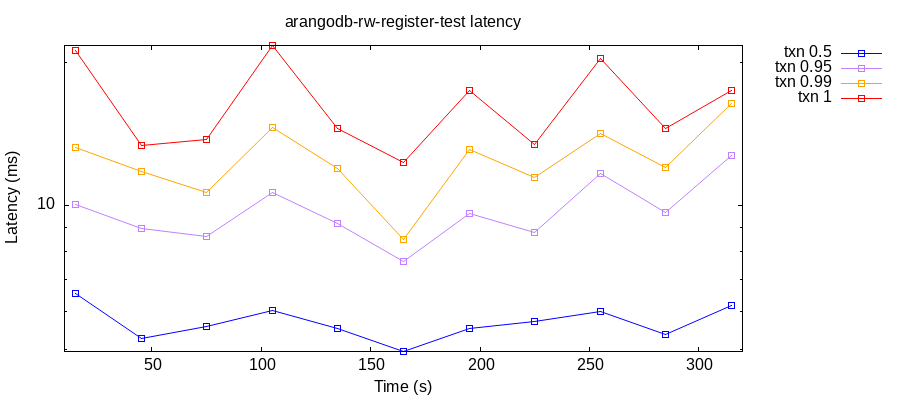 arangodb-rw-register-test latency
txn 0.5
txn 0.95
txn 0.99
txn 1
Latency (ms)
10
50 100 150 200 250 300
Time (s)